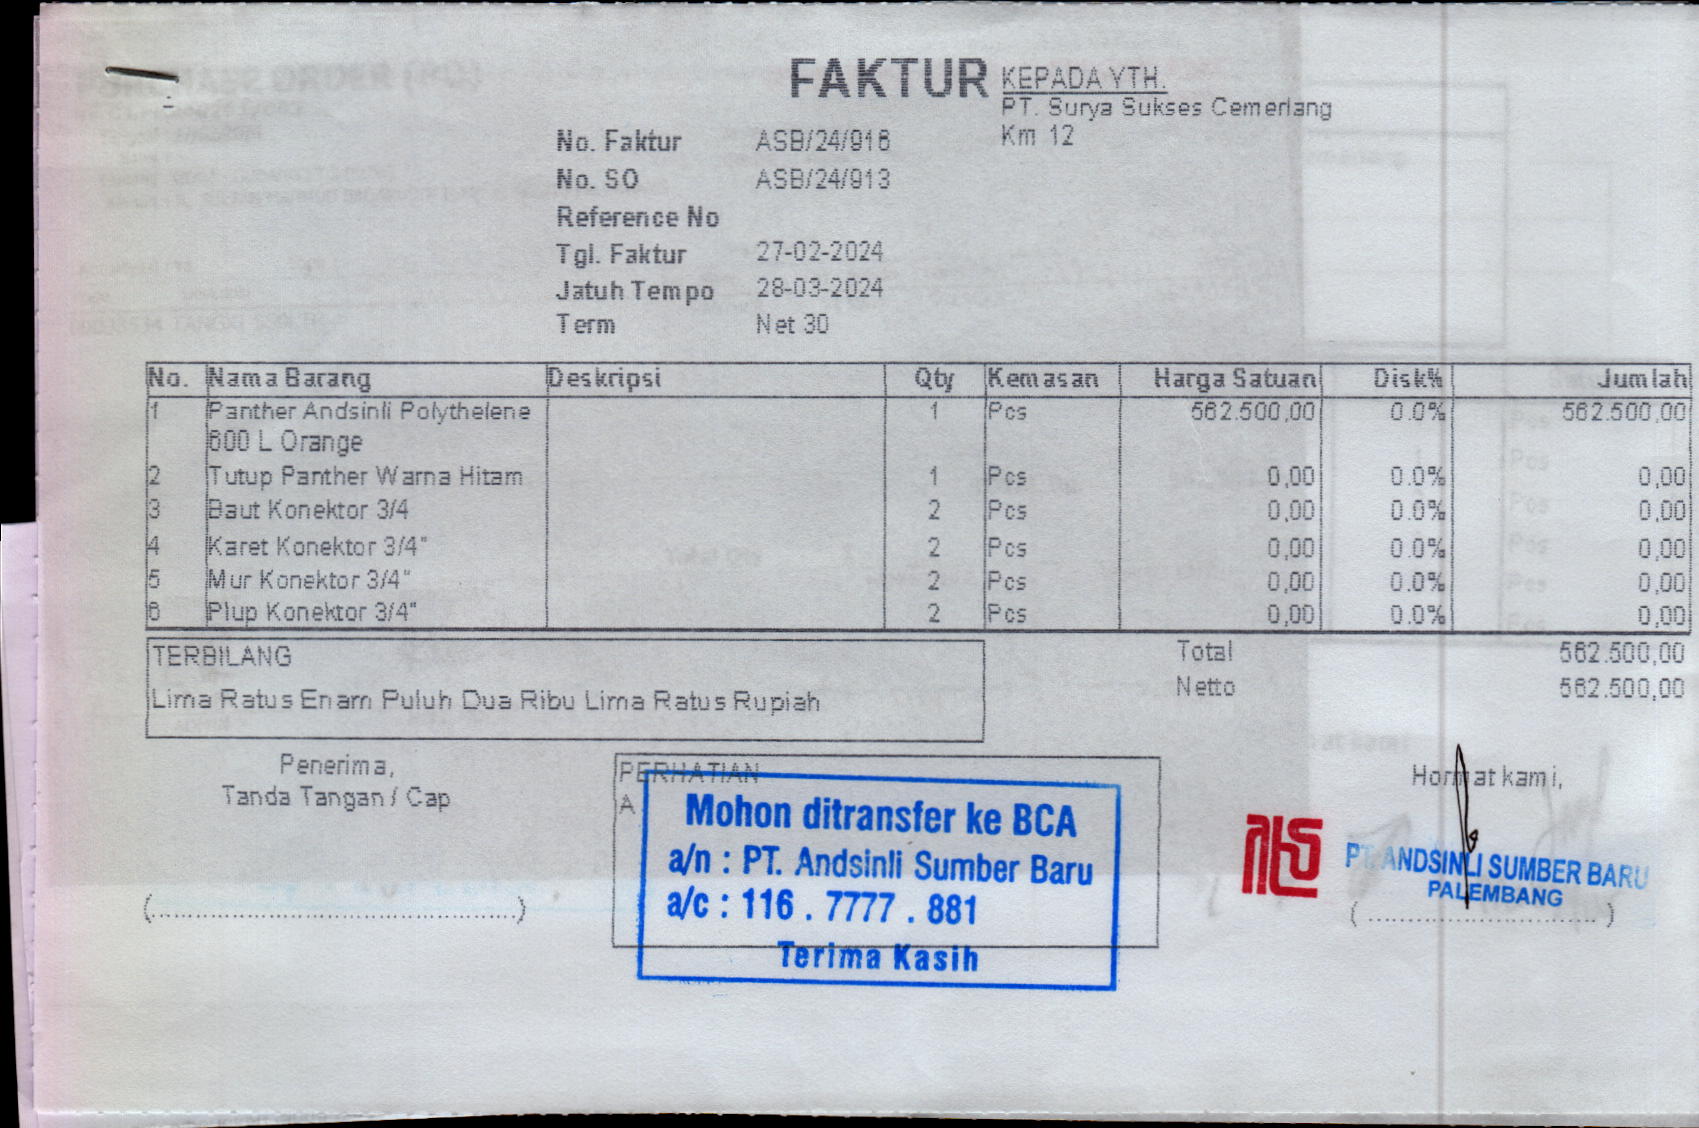 FAKTUR
KEPADA YTH.
PT. Surya Sukses Cemerlang
Km 12
No. Faktur ASB/24/916
No. SO ASB/24/913
Reference No
Tgl. Faktur 27-02-2024
Jatuh Tempo 28-03-2024
Term Net 30
No. Nama Barang Deskripsi Qty Kemasan Harga Satuan Disk% Jumlah
1 Panther Andsinli Polythelene 1 Pcs 562.500,00 0.0% 562.500,00
600 L Orange
2 Tutup Panther Warna Hitam 1 Pcs 0,00 0.0% 0,00
3 Baut Konektor 3/4 2 Pcs 0,00 0.0% 0,00
4 Karet Konektor 3/4" 2 Pcs 0,00 0.0% 0,00
5 Mur Konektor 3/4" 2 Pcs 0,00 0.0% 0,00
6 Plup Konektor 3/4" 2 Pcs 0,00 0.0% 0,00
TERBILANG
Lima Ratus Enam Puluh Dua Ribu Lima Ratus Rupiah
Total 562.500,00
Netto 562.500,00
Penerima,
Tanda Tangan / Cap
(........................................................)
PERHATIAN
A
Mohon ditransfer ke BCA
a/n : PT. Andsinli Sumber Baru
a/c : 116 . 7777 . 881
Terima Kasih
Hormat kami,
PT. ANDSINLI SUMBER BARU
PALEMBANG
(...................................)